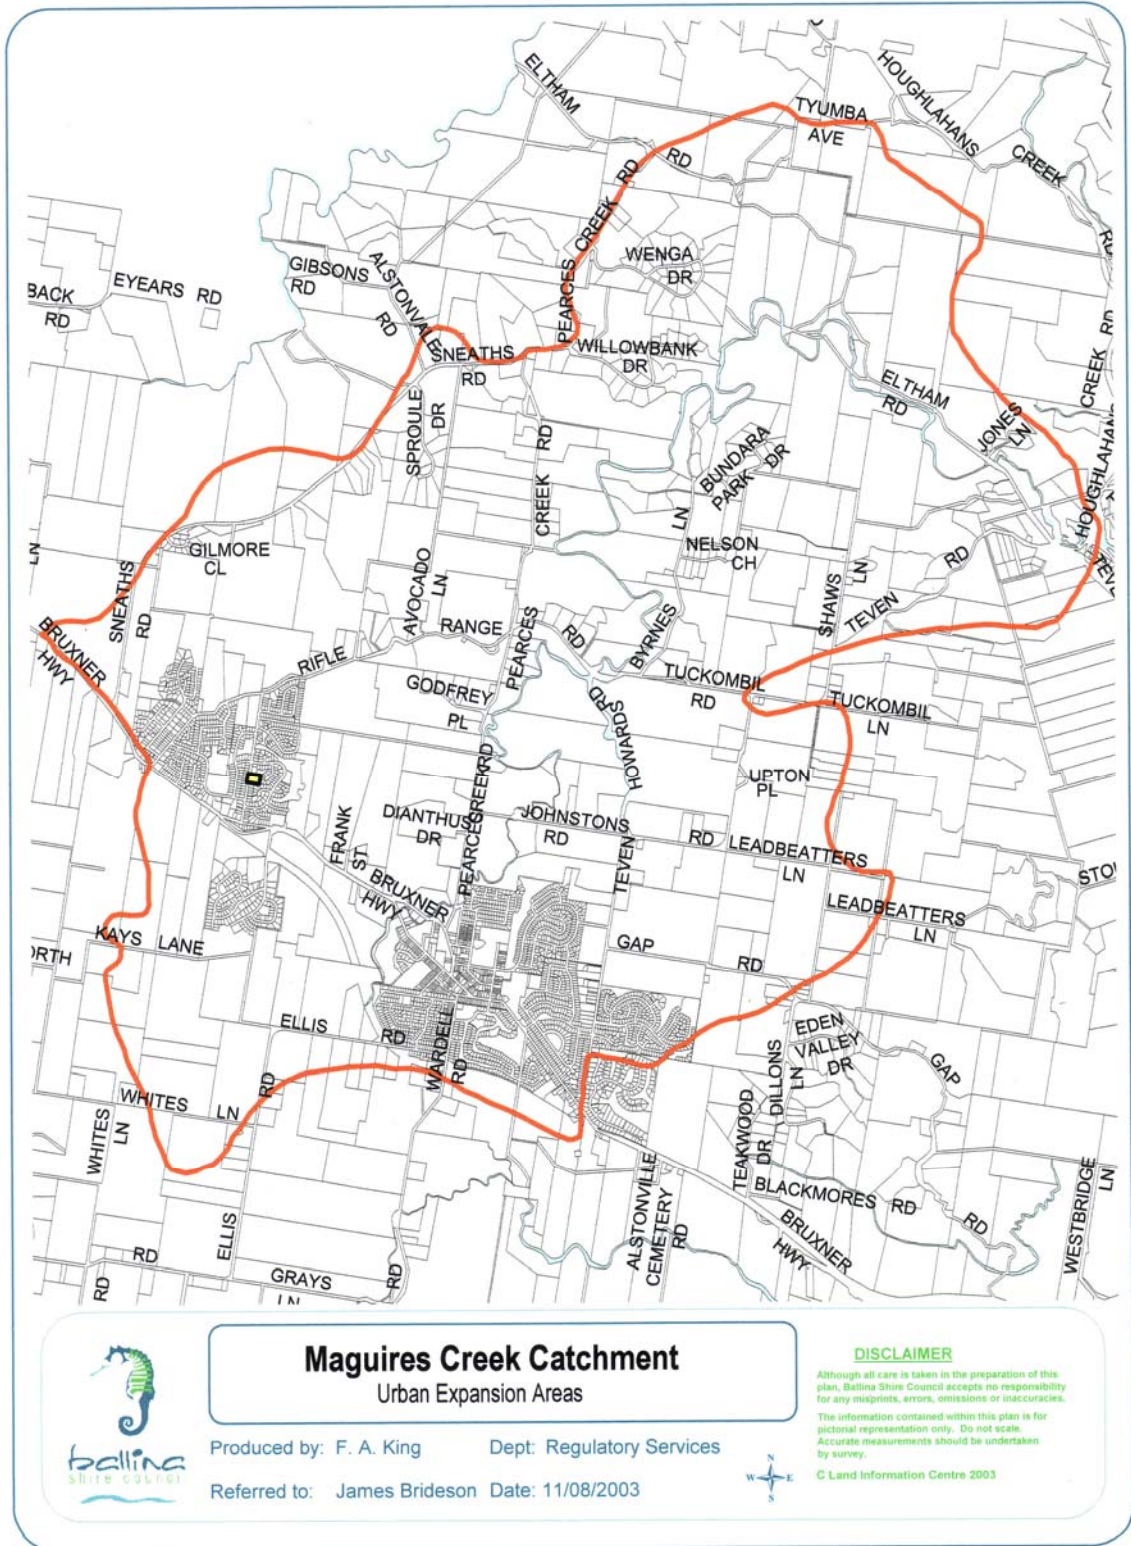 ELTHAM
RD
HOUGHLAHANS
CREEK
TYUMBA
AVE
PEARCES CREEK RD
WENGA
DR
EYEARS RD
BACK
RD
GIBSONS
RD
ALSTONVALE
RD
SNEATHS
RD
WILLOWBANK
DR
CREEK
RD
ELTHAM
RD
JONES
LN
HOUGHLAHANS
SPROULE
DR
CREEK
RD
BUNDARA
PARK DR
LN
NELSON
CH
LN
GILMORE
CL
SNEATHS
RD
AVOCADO
LN
RANGE
RD
RIFLE
PEARCES
BYRNES
SHAWS
LN
TEVEN
RD
BRUXNER
HWY
GODFREY
PL
TUCKOMBIL
RD
TUCKOMBIL
LN
HOWARDS
RD
UPTON
PL
DIANTHUS
DR
PEARCES
CREEK
RD
JOHNSTONS
RD
RD
LEADBEATTERS
LN
FRANK
ST
BRUXNER
HWY
TEVEN
LEADBEATTERS
LN
KAYS LANE
ORTH
GAP
RD
ELLIS
RD
WARDELL
RD
EDEN
VALLEY
DR
GAP
DILLONS
LN
RD
WHITES
LN
WHITES
LN
TEAKWOOD
DR
BLACKMORES RD
RD
ALSTONVILLE
CEMETERY
RD
BRUXNER
HWY
WESTBRIDGE
LN
ELLIS
RD
GRAYS
LN
RD
RD
Maguires Creek Catchment
Urban Expansion Areas
Produced by: F. A. King
Dept: Regulatory Services
Referred to: James Brideson
Date: 11/08/2003
ballina
shire council
N
W E
S
DISCLAIMER
Although all care is taken in the preparation of this
plan, Ballina Shire Council accepts no responsibility
for any misprints, errors, omissions or inaccuracies.
The information contained within this plan is for
pictorial representation only. Do not scale.
Accurate measurements should be undertaken
by survey.
C Land Information Centre 2003